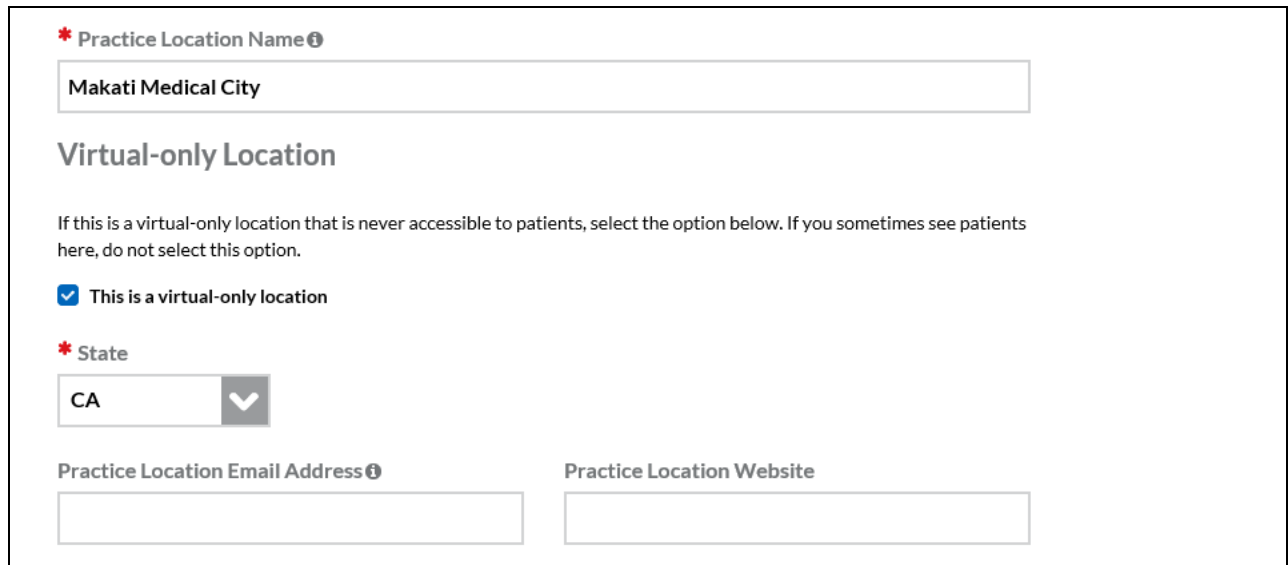 * Practice Location Name
Makati Medical City
Virtual-only Location
If this is a virtual-only location that is never accessible to patients, select the option below. If you sometimes see patients
here, do not select this option.
This is a virtual-only location
* State
CA
Practice Location Email Address
Practice Location Website